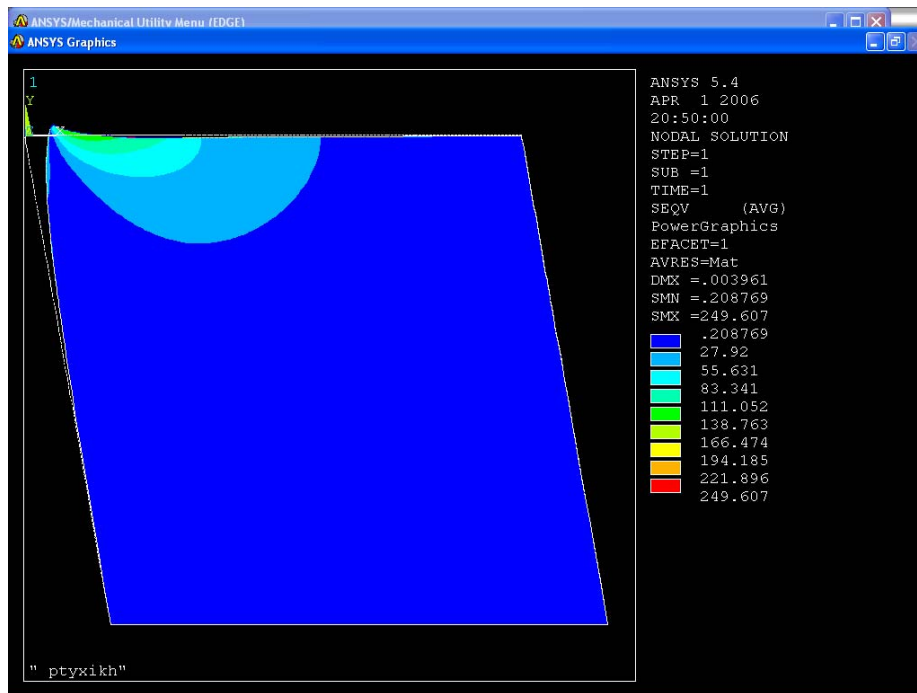 ANSYS/Mechanical Utility Menu (EDGE)
ANSYS Graphics
1
Y
X
ANSYS 5.4
APR 1 2006
20:50:00
NODAL SOLUTION
STEP=1
SUB =1
TIME=1
SEQV (AVG)
PowerGraphics
EFACET=1
AVRES=Mat
DMX =.003961
SMN =.208769
SMX =249.607
.208769
27.92
55.631
83.341
111.052
138.763
166.474
194.185
221.896
249.607
" ptyxikh"